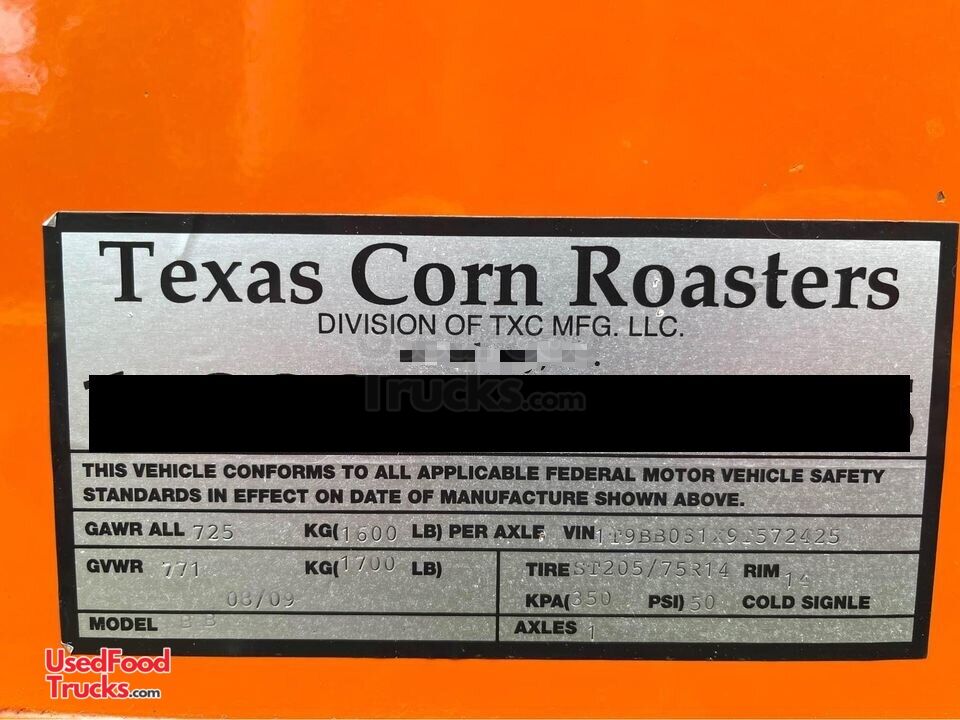 Texas Corn Roasters
DIVISION OF TXC MFG. LLC.
Trucks.com
THIS VEHICLE CONFORMS TO ALL APPLICABLE FEDERAL MOTOR VEHICLE SAFETY
STANDARDS IN EFFECT ON DATE OF MANUFACTURE SHOWN ABOVE.
GAWR ALL 725 KG(1600 LB) PER AXLE VIN
GVWR 771 KG(1700 LB)
08/09
MODEL B B
TIRE ST205/75R14 RIM 14
KPA(350 PSI) 50 COLD SIGNLE
AXLES 1
UsedFood
Trucks.com